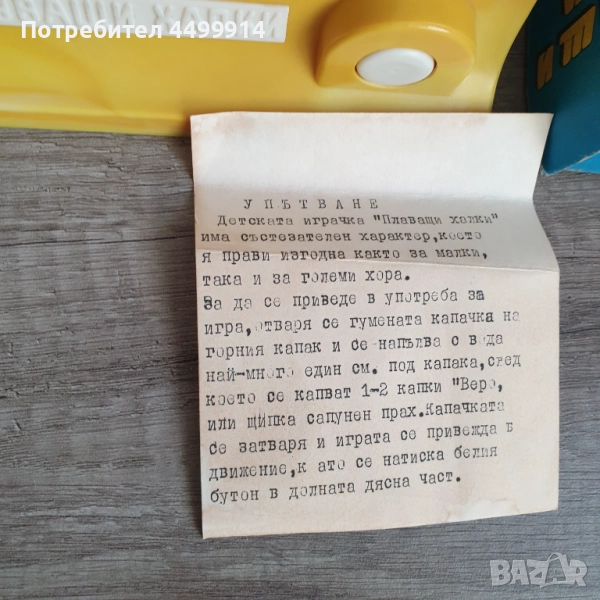 Потребител 4499914
УПЪТВАНЕ
Детската играчка "Плаващи халки"
има състезателен характер,което
я прави изгодна както за малки,
така и за големи хора.
За да се приведе в употреба за
игра,отваря се гумената капачка на
горния капак и се напълва с вода
най-много един см. под капака,след
което се капват 1-2 капки "Веро,
или щипка сапунен прах.Капачката
се затваря и играта се привежда в
движение,к ато се натиска белия
бутон в долната дясна част.
BAZAR